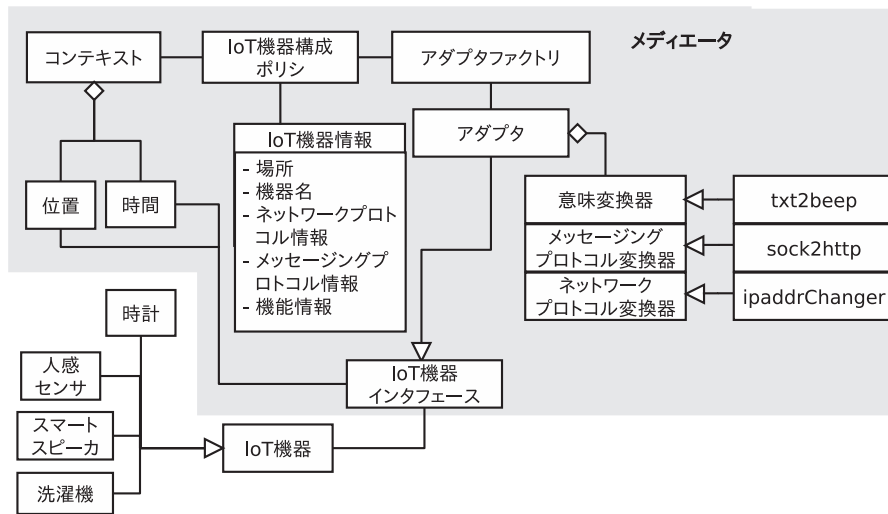 メディエータ
コンテキスト
IoT機器構成
ポリシ
アダプタファクトリ
アダプタ
IoT機器情報
- 場所
- 機器名
- ネットワークプロト
コル情報
- メッセージングプ
ロトコル情報
- 機能情報
位置
時間
意味変換器
txt2beep
メッセージング
プロトコル変換器
sock2http
ネットワーク
プロトコル変換器
ipaddrChanger
時計
人感
センサ
スマート
スピーカ
洗濯機
IoT機器
IoT機器
インタフェース